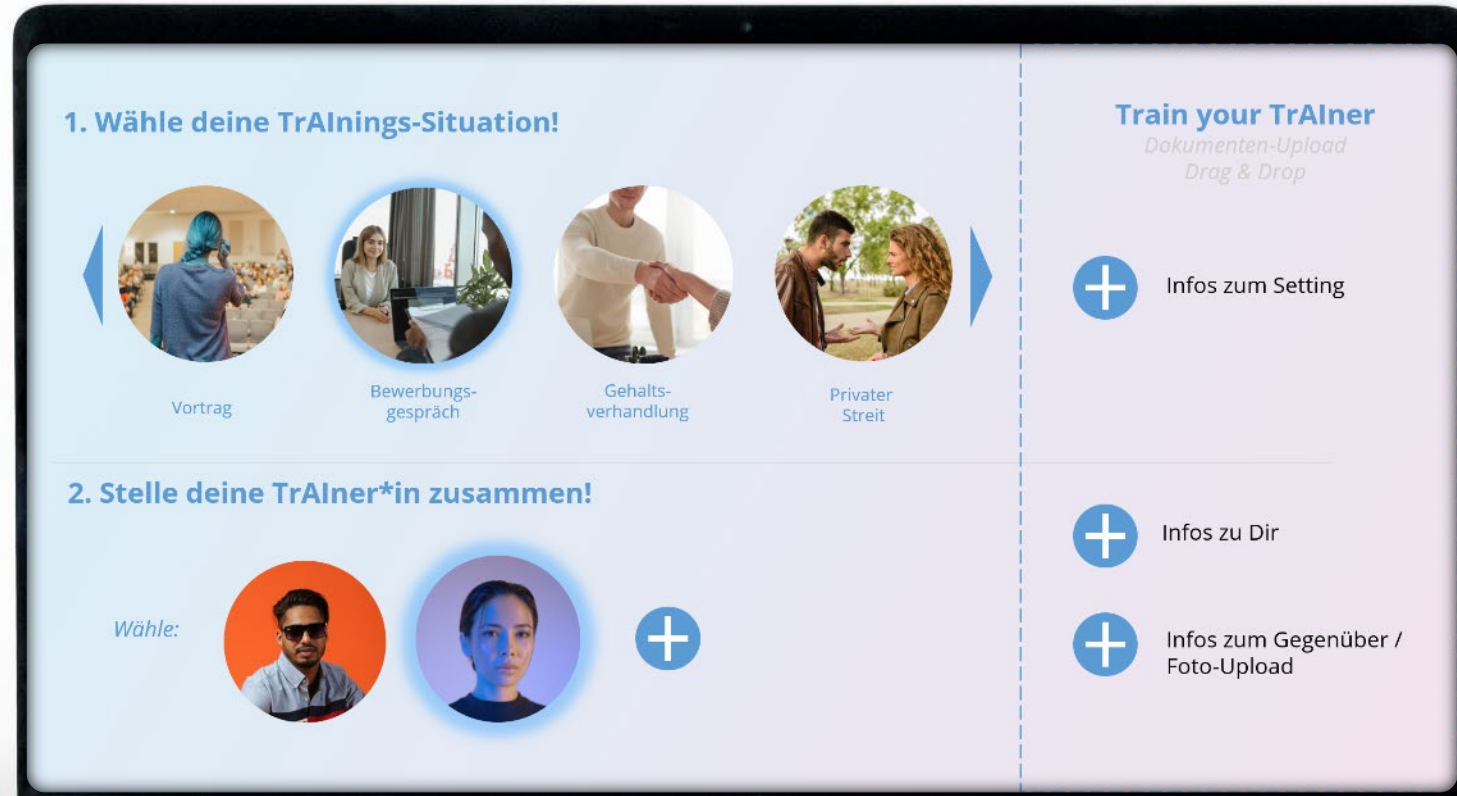 1. Wähle deine TrAInings-Situation!
Vortrag
Bewerbungs-
gespräch
Gehalts-
verhandlung
Privater
Streit
2. Stelle deine TrAIner*in zusammen!
Wähle:
Train your TrAIner
Dokumenten-Upload
Drag & Drop
Infos zum Setting
Infos zu Dir
Infos zum Gegenüber /
Foto-Upload